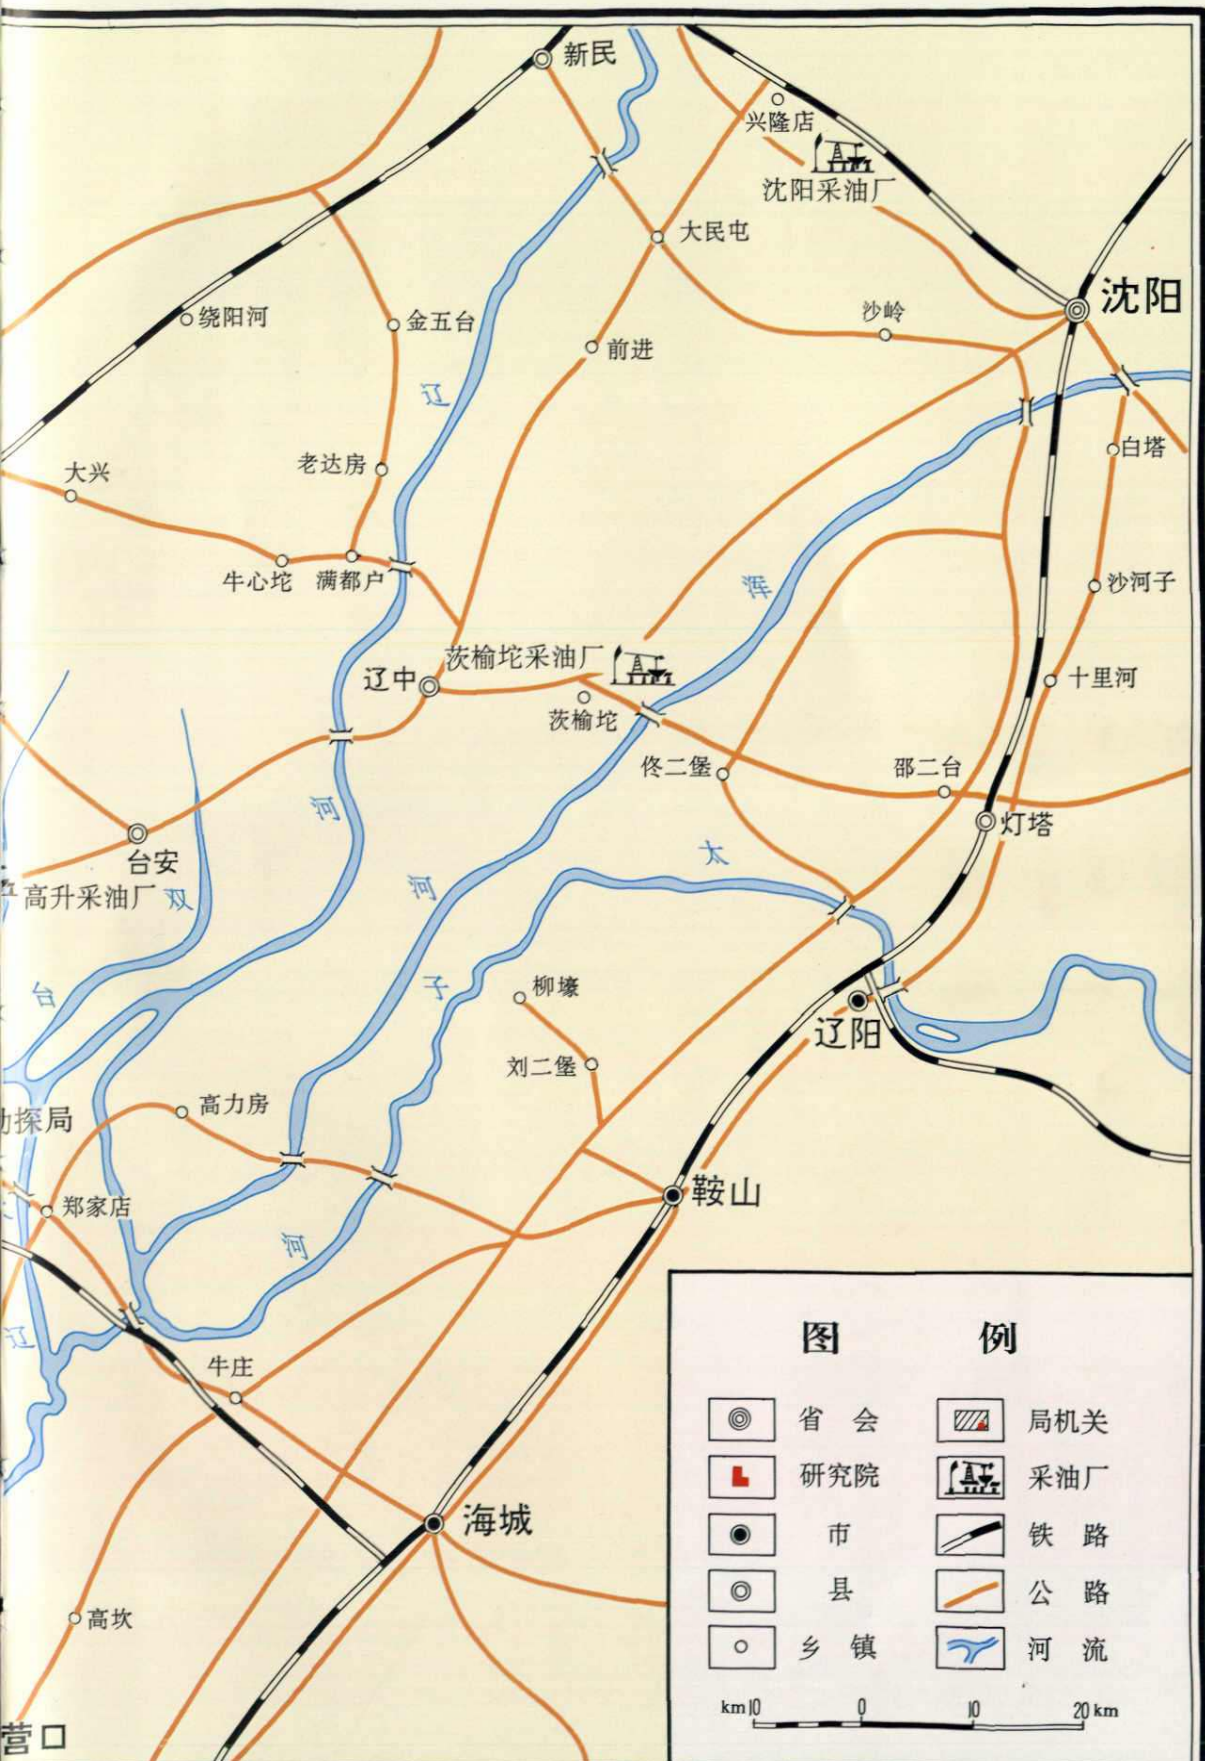 新民
兴隆店
沈阳采油厂
大民屯
沈阳
绕阳河
金五台
沙岭
前进
辽
白塔
大兴
老达房
牛心坨
满都户
浑
沙河子
茨榆坨采油厂
辽中
十里河
茨榆坨
佟二堡
邵二台
河
灯塔
台安
太
高升采油厂
双
河
台
子
柳壕
辽阳
刘二堡
高力房
探局
鞍山
郑家店
河
辽
牛庄
海城
高坎
营口
图 例
省 会
局机关
研究院
采油厂
市
铁 路
县
公 路
乡 镇
河 流
km10 0 10 20 km